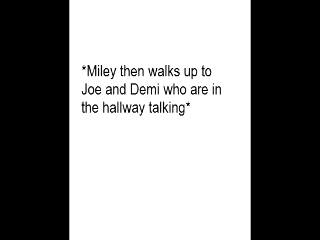 *Miley then walks up to
Joe and Demi who are in
the hallway talking*